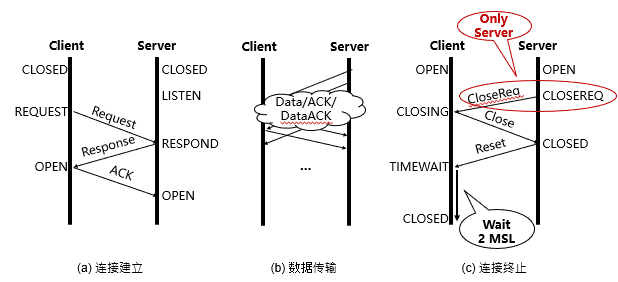 Client
Server
CLOSED
CLOSED
LISTEN
REQUEST
Request
RESPOND
Response
OPEN
ACK
OPEN
(a) 连接建立
Client
Server
Data/ACK/
DataACK
...
(b) 数据传输
Only
Server
Client
Server
OPEN
OPEN
CloseReq
CLOSEREQ
CLOSING
Close
CLOSED
Reset
TIMEWAIT
CLOSED
Wait
2 MSL
(c) 连接终止